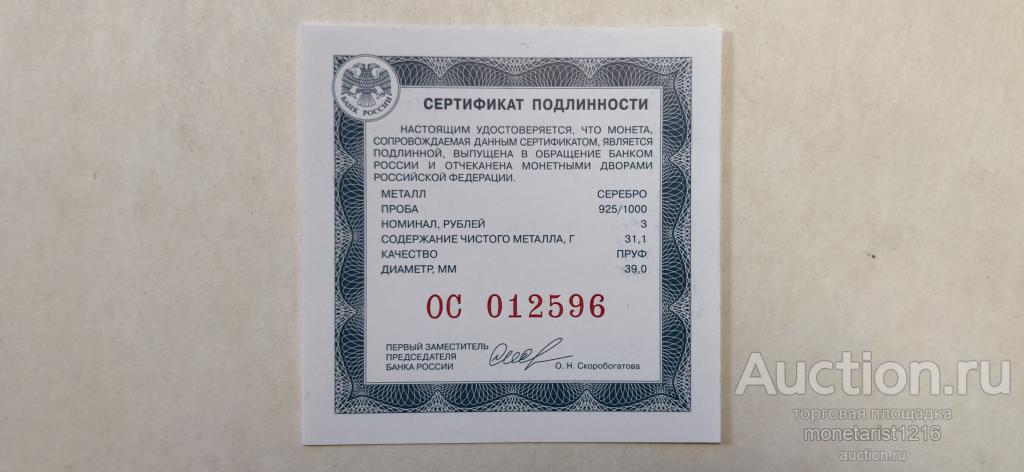 БАНК РОССИИ
СЕРТИФИКАТ ПОДЛИННОСТИ
НАСТОЯЩИМ УДОСТОВЕРЯЕТСЯ, ЧТО МОНЕТА,
СОПРОВОЖДАЕМАЯ ДАННЫМ СЕРТИФИКАТОМ, ЯВЛЯЕТСЯ
ПОДЛИННОЙ, ВЫПУЩЕНА В ОБРАЩЕНИЕ БАНКОМ
РОССИИ И ОТЧЕКАНЕНА МОНЕТНЫМИ ДВОРАМИ
РОССИЙСКОЙ ФЕДЕРАЦИИ.
МЕТАЛЛ СЕРЕБРО
ПРОБА 925/1000
НОМИНАЛ, РУБЛЕЙ 3
СОДЕРЖАНИЕ ЧИСТОГО МЕТАЛЛА, Г 31,1
КАЧЕСТВО ПРУФ
ДИАМЕТР, ММ 39,0
ОС 012596
ПЕРВЫЙ ЗАМЕСТИТЕЛЬ
ПРЕДСЕДАТЕЛЯ
БАНКА РОССИИ О. Н. Скоробогатова
Auction.ru
торговая площадка
monetarist1216
auction.ru